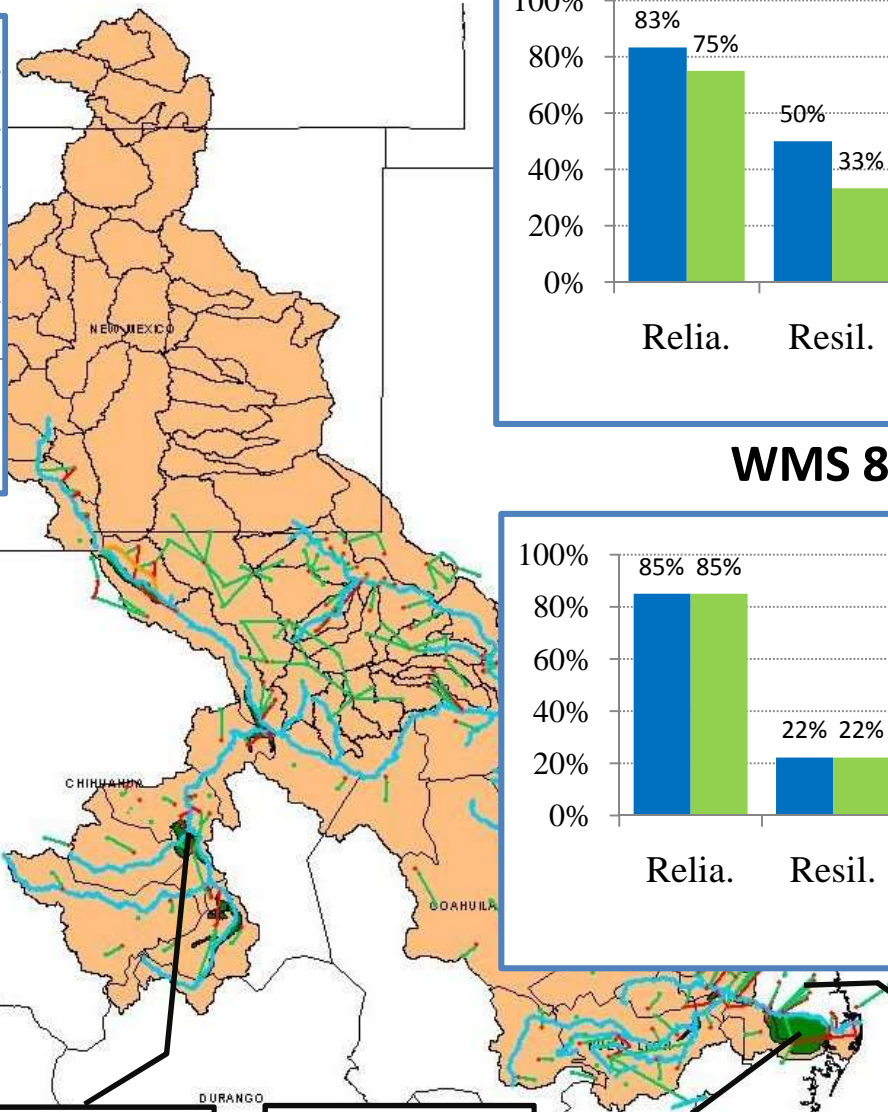 100%
83%
80%
75%
60%
50%
40%
33%
20%
0%
Relia. Resil.
NEW MEXICO
WMS 8
100%
85% 85%
80%
60%
40%
22% 22%
20%
0%
Relia. Resil.
CHIHUAHUA
COAHUILA
DURANGO